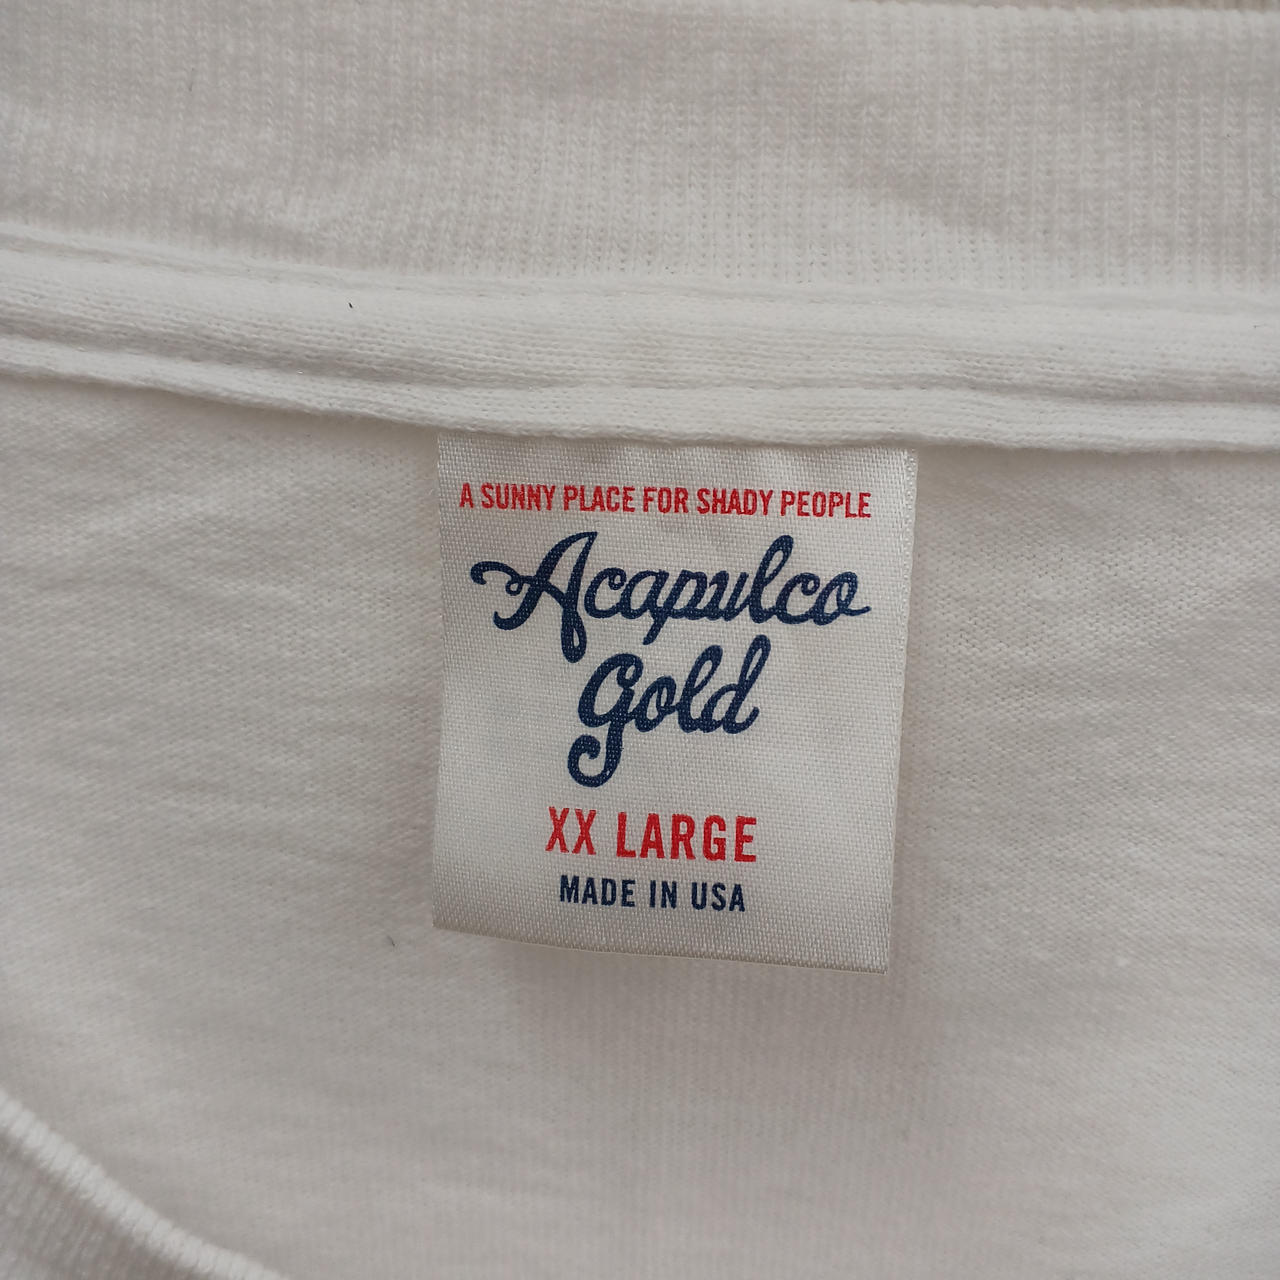 A SUNNY PLACE FOR SHADY PEOPLE
Acapulco
Gold
XX LARGE
MADE IN USA